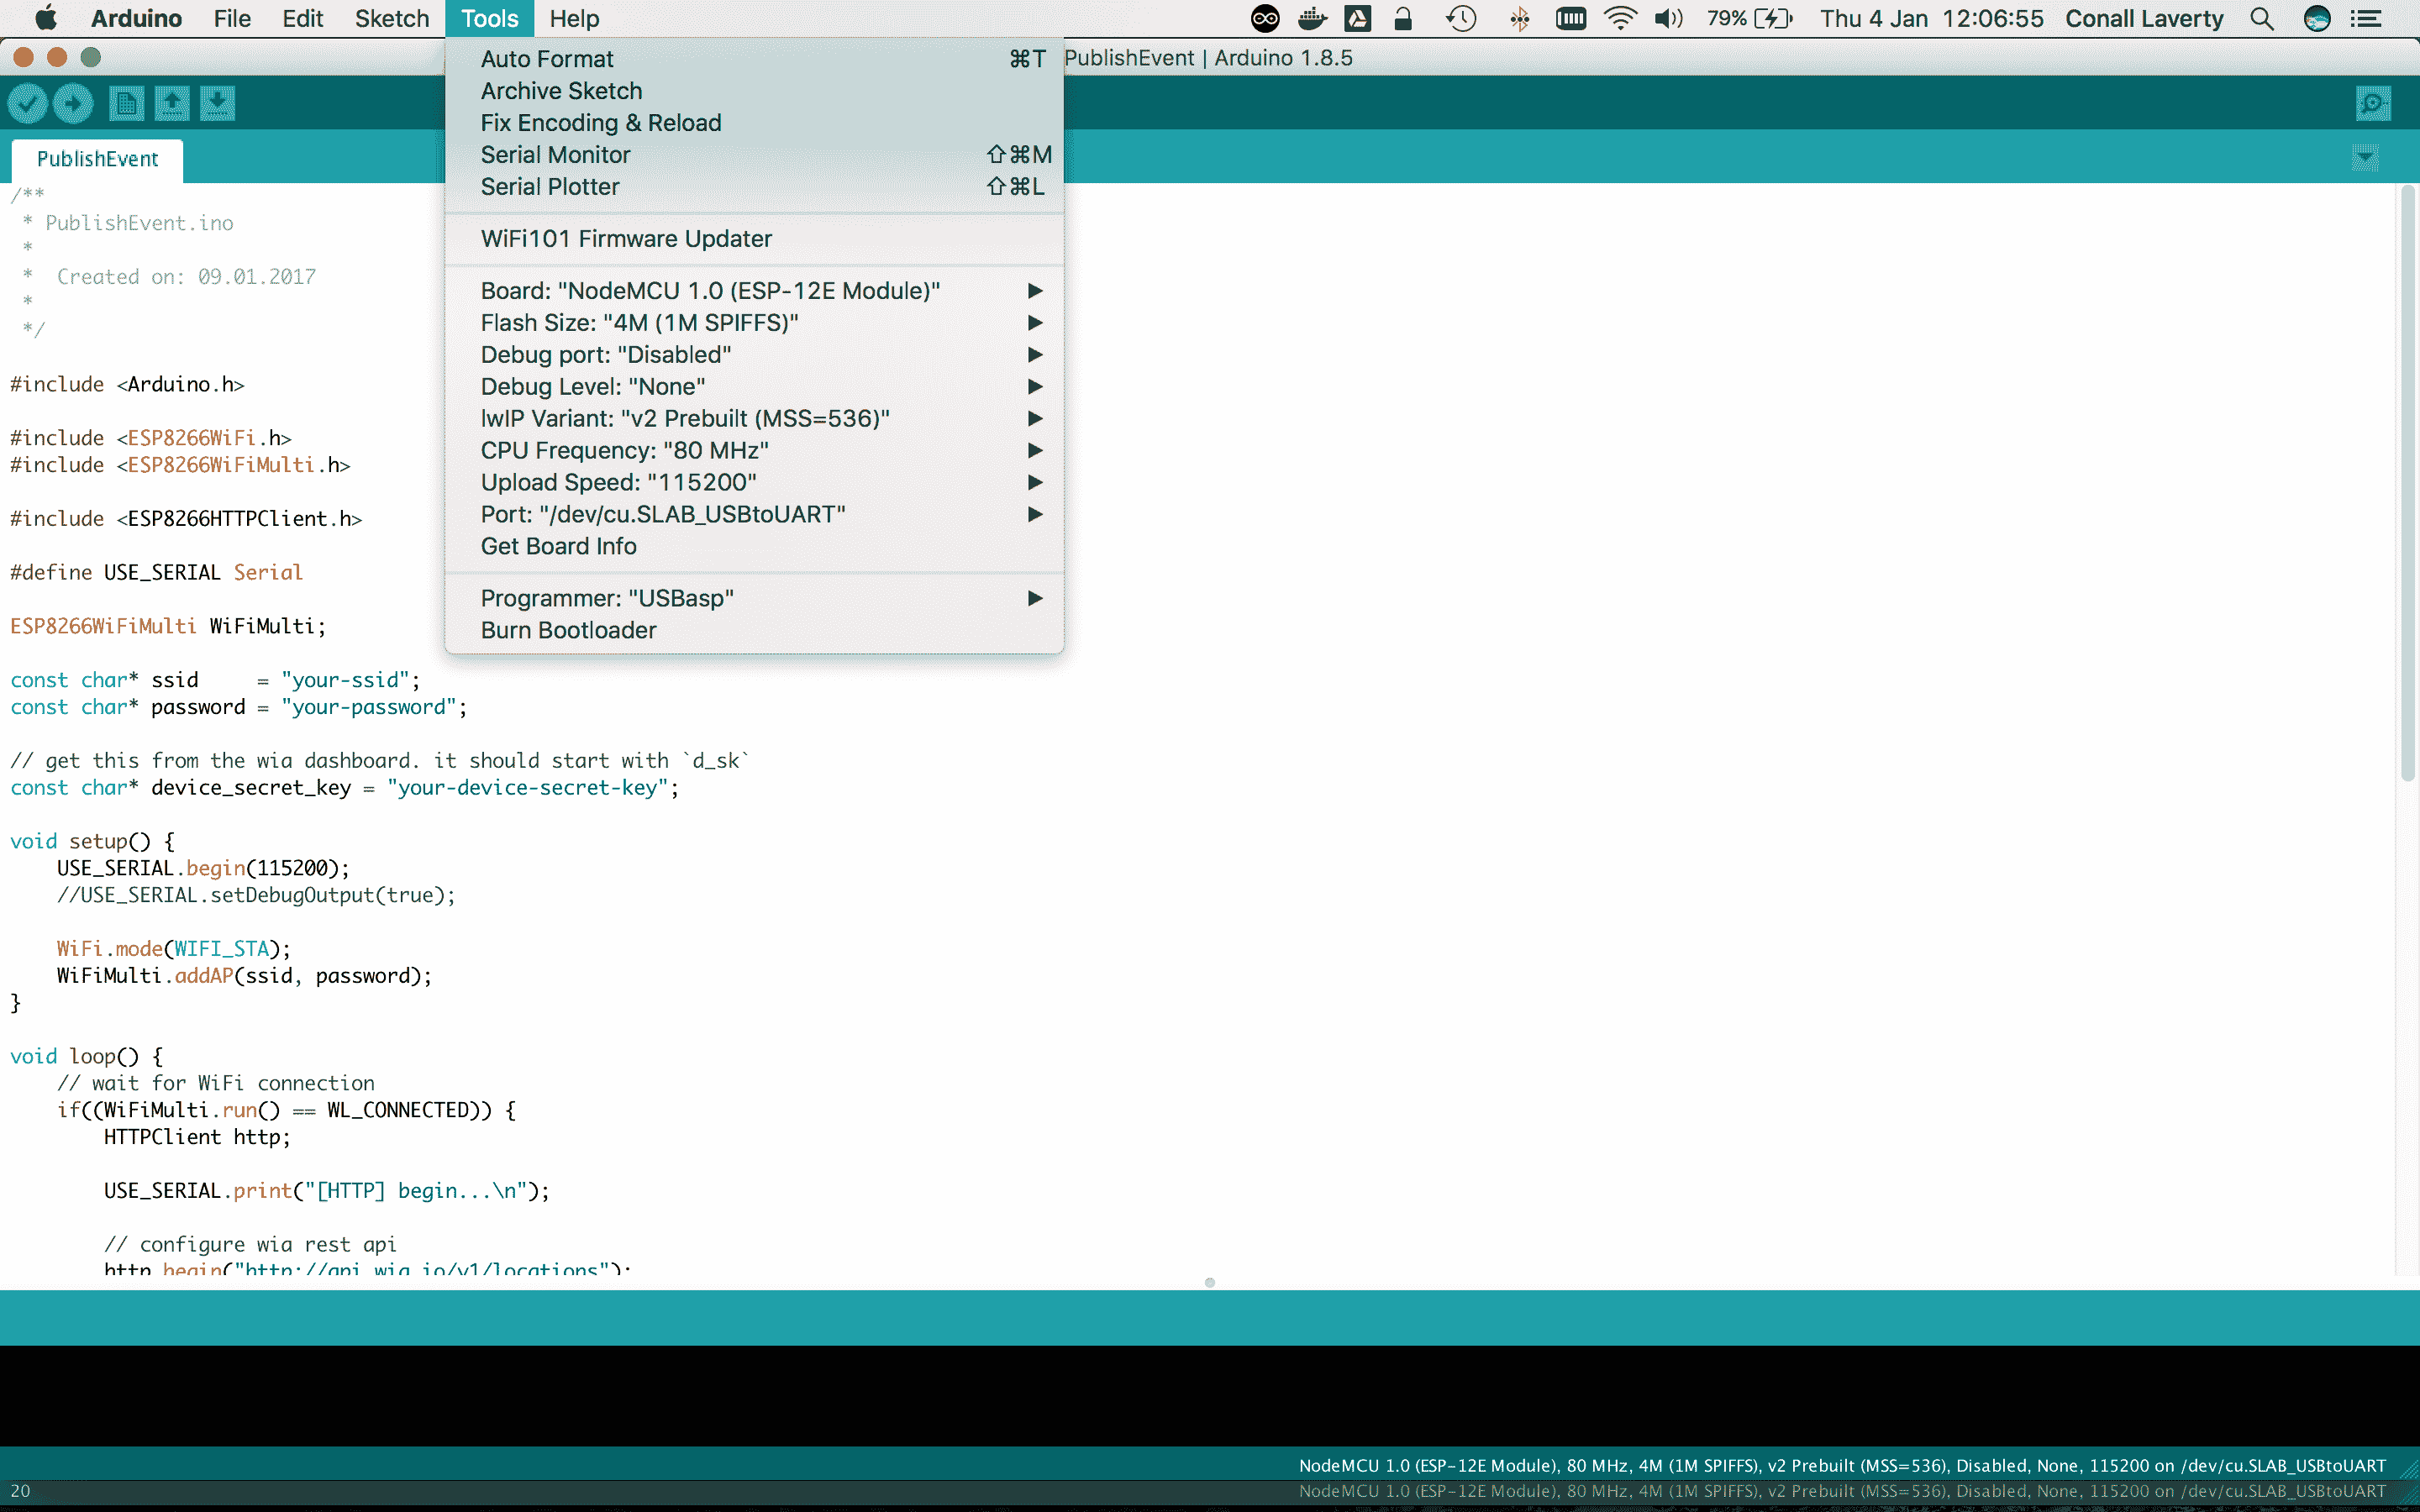 Arduino File Edit Sketch Tools Help 79% Thu 4 Jan 12:06:55 Conall Laverty
PublishEvent | Arduino 1.8.5
Auto Format ⌘T
Archive Sketch
Fix Encoding & Reload
Serial Monitor ⇧⌘M
Serial Plotter ⇧⌘L
WiFi101 Firmware Updater
Board: "NodeMCU 1.0 (ESP-12E Module)"
Flash Size: "4M (1M SPIFFS)"
Debug port: "Disabled"
Debug Level: "None"
lwIP Variant: "v2 Prebuilt (MSS=536)"
CPU Frequency: "80 MHz"
Upload Speed: "115200"
Port: "/dev/cu.SLAB_USBtoUART"
Get Board Info
Programmer: "USBasp"
Burn Bootloader
PublishEvent
/**
 * PublishEvent.ino
 *
 *  Created on: 09.01.2017
 *
 */
#include <Arduino.h>
#include <ESP8266WiFi.h>
#include <ESP8266WiFiMulti.h>
#include <ESP8266HTTPClient.h>
#define USE_SERIAL Serial
ESP8266WiFiMulti WiFiMulti;
const char* ssid     = "your-ssid";
const char* password = "your-password";
// get this from the wia dashboard. it should start with `d_sk`
const char* device_secret_key = "your-device-secret-key";
void setup() {
    USE_SERIAL.begin(115200);
    //USE_SERIAL.setDebugOutput(true);
    WiFi.mode(WIFI_STA);
    WiFiMulti.addAP(ssid, password);
}
void loop() {
    // wait for WiFi connection
    if((WiFiMulti.run() == WL_CONNECTED)) {
        HTTPClient http;
        USE_SERIAL.print("[HTTP] begin...\n");
        // configure wia rest api
        http.begin("http://api.wia.io/v1/locations");
NodeMCU 1.0 (ESP-12E Module), 80 MHz, 4M (1M SPIFFS), v2 Prebuilt (MSS=536), Disabled, None, 115200 on /dev/cu.SLAB_USBtoUART
20 NodeMCU 1.0 (ESP-12E Module), 80 MHz, 4M (1M SPIFFS), v2 Prebuilt (MSS=536), Disabled, None, 115200 on /dev/cu.SLAB_USBtoUART